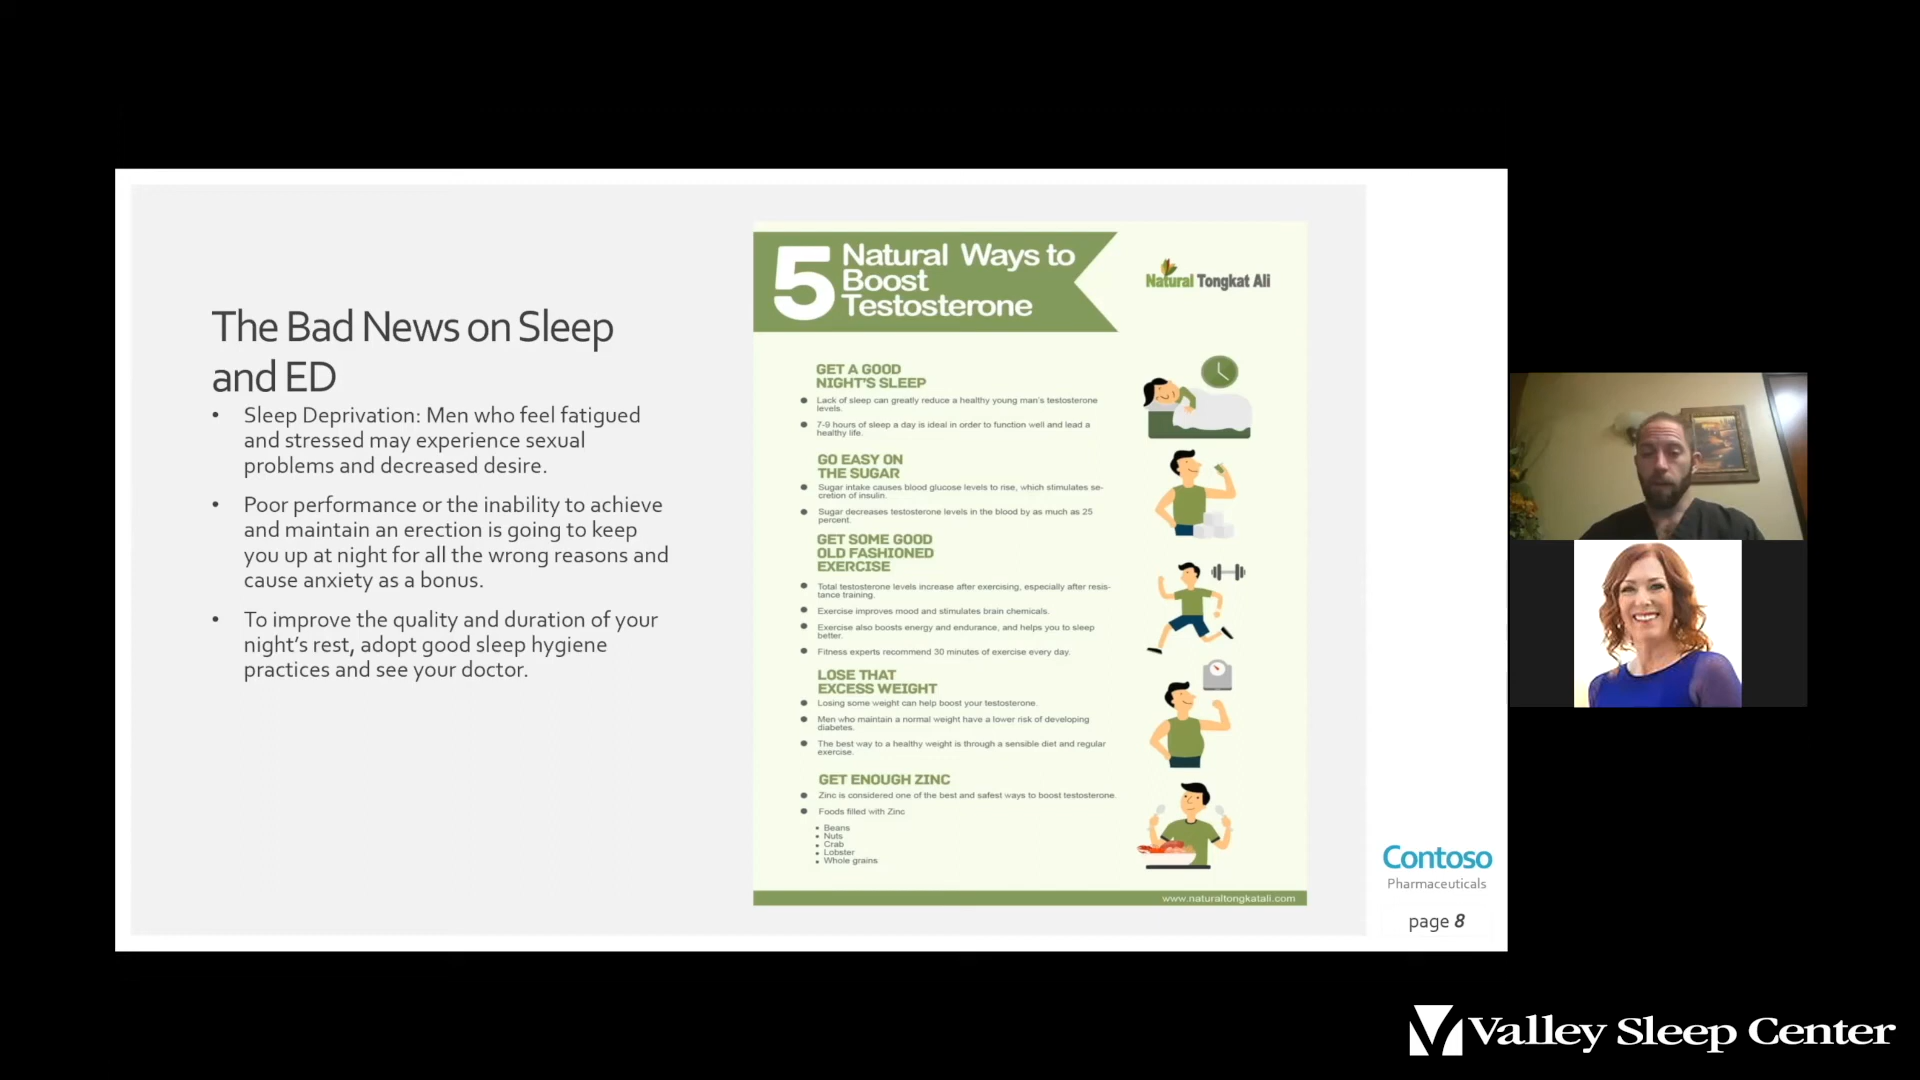 The Bad News on Sleep
and ED
• Sleep Deprivation: Men who feel fatigued
and stressed may experience sexual
problems and decreased desire.
• Poor performance or the inability to achieve
and maintain an erection is going to keep
you up at night for all the wrong reasons and
cause anxiety as a bonus.
• To improve the quality and duration of your
night's rest, adopt good sleep hygiene
practices and see your doctor.
5 Natural Ways to
Boost
Testosterone
Natural Tongkat Ali
GET A GOOD
NIGHT'S SLEEP
• Lack of sleep can greatly reduce a healthy young man's testosterone
levels.
• 7-9 hours of sleep a day is ideal in order to function well and lead a
healthy life.
GO EASY ON
THE SUGAR
• Sugar intake causes blood glucose levels to rise, which stimulates se-
cretion of insulin.
• Sugar decreases testosterone levels in the blood by as much as 25
percent.
GET SOME GOOD
OLD FASHIONED
EXERCISE
• Total testosterone levels increase after exercising, especially after resis-
tance training.
• Exercise improves mood and stimulates brain chemicals.
• Exercise also boosts energy and endurance, and helps you to sleep
better.
• Fitness experts recommend 30 minutes of exercise every day.
LOSE THAT
EXCESS WEIGHT
• Losing some weight can help boost your testosterone.
• Men who maintain a normal weight have a lower risk of developing
diabetes.
• The best way to a healthy weight is through a sensible diet and regular
exercise.
GET ENOUGH ZINC
• Zinc is considered one of the best and safest ways to boost testosterone.
• Foods filled with Zinc
• Beans
• Nuts
• Crab
• Lobster
• Whole grains
www.naturaltongkatali.com
Contoso
Pharmaceuticals
page 8
Valley Sleep Center